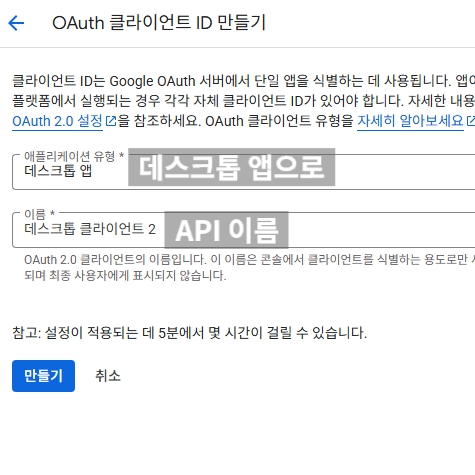 OAuth 클라이언트 ID 만들기
클라이언트 ID는 Google OAuth 서버에서 단일 앱을 식별하는 데 사용됩니다. 앱이
플랫폼에서 실행되는 경우 각각 자체 클라이언트 ID가 있어야 합니다. 자세한 내용
OAuth 2.0 설정을 참조하세요. OAuth 클라이언트 유형을 자세히 알아보세요
애플리케이션 유형 *
데스크톱 앱
데스크톱 앱으로
이름 *
데스크톱 클라이언트 2
API 이름
OAuth 2.0 클라이언트의 이름입니다. 이 이름은 콘솔에서 클라이언트를 식별하는 용도로만
되며 최종 사용자에게 표시되지 않습니다.
참고: 설정이 적용되는 데 5분에서 몇 시간이 걸릴 수 있습니다.
만들기
취소